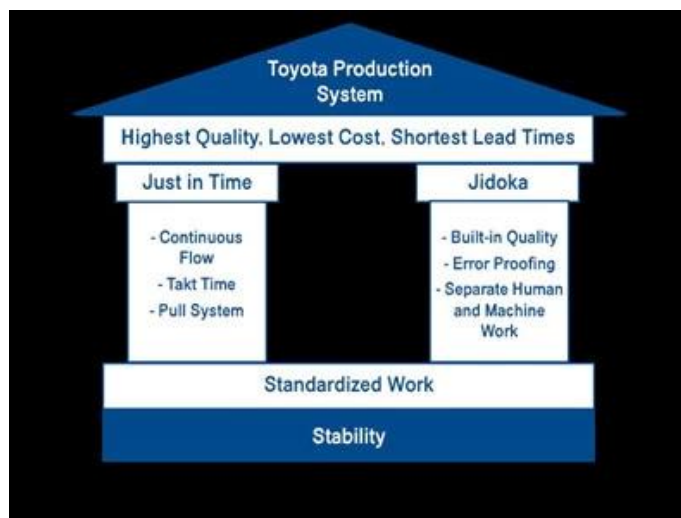 Toyota Production
System
Highest Quality, Lowest Cost, Shortest Lead Times
Just in Time
- Continuous
Flow
- Takt Time
- Pull System
Jidoka
- Built-in Quality
- Error Proofing
- Separate Human
and Machine
Work
Standardized Work
Stability